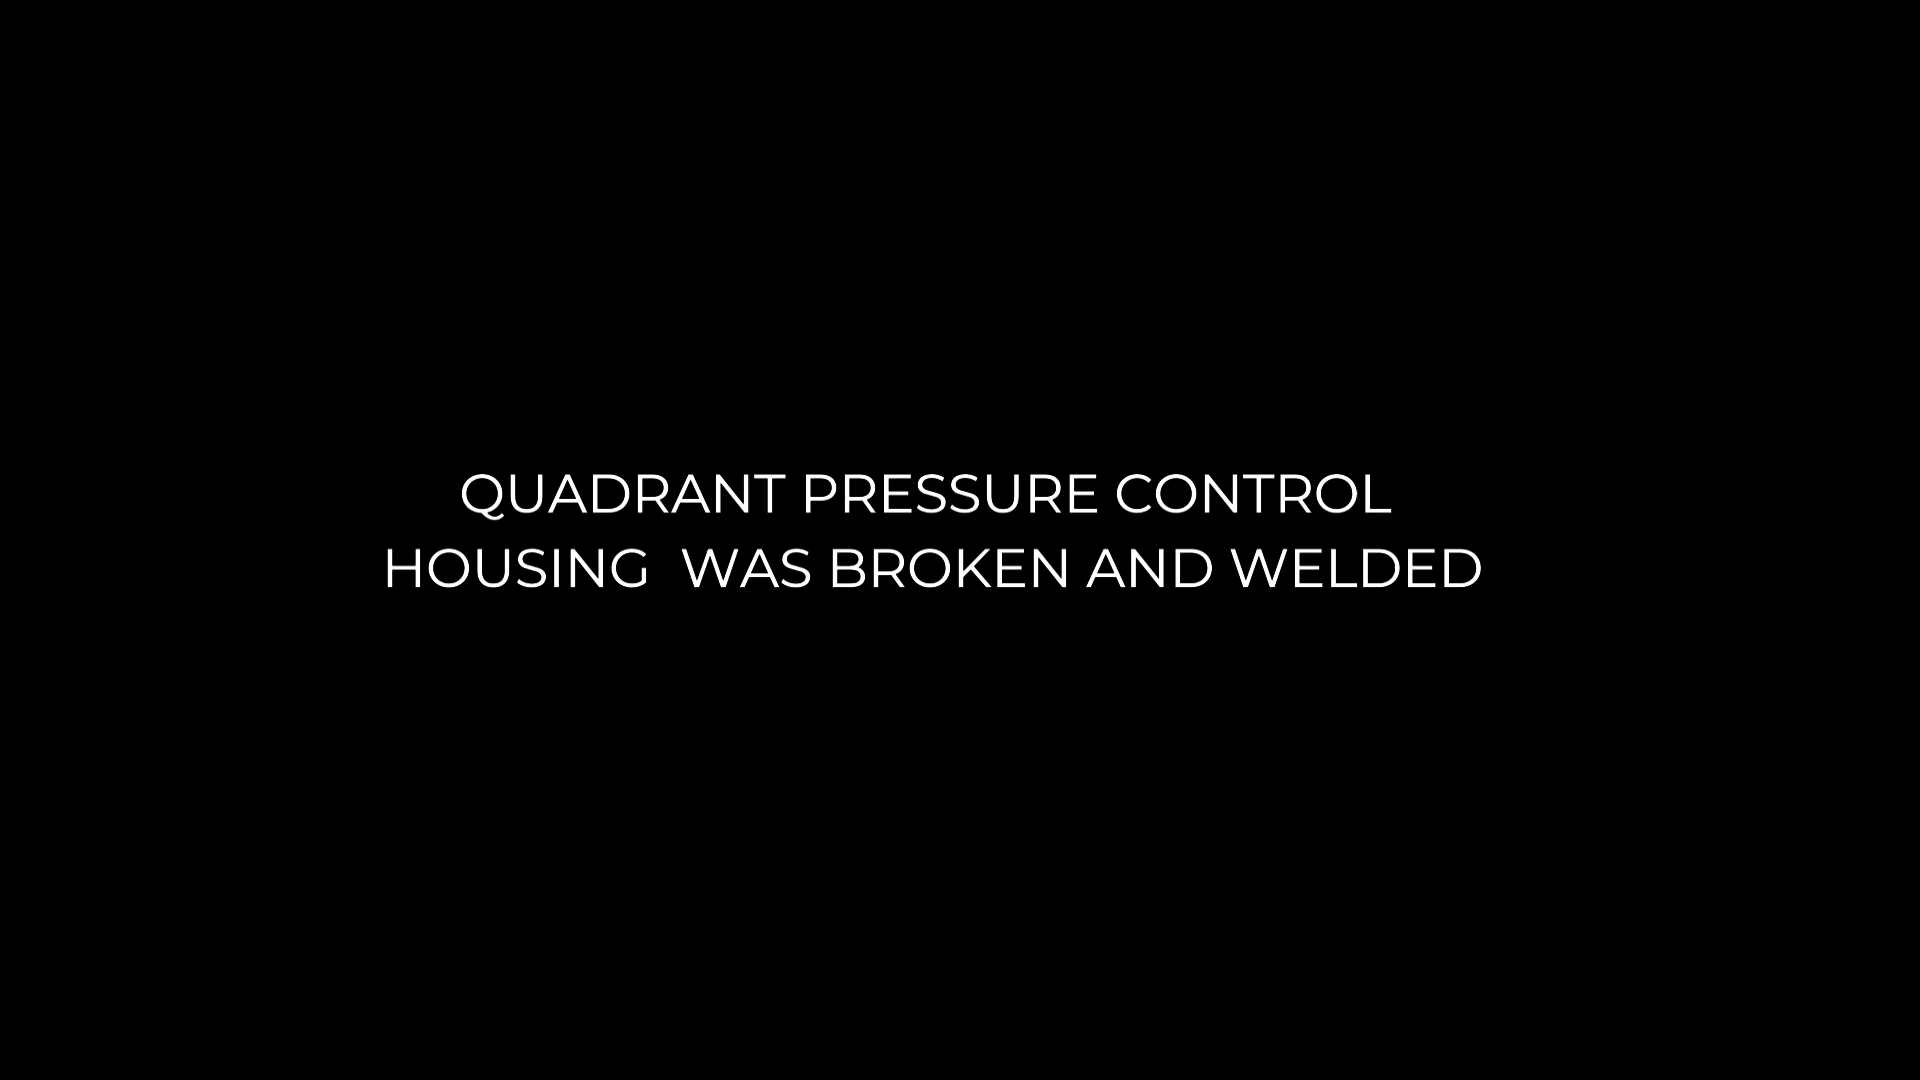 QUADRANT PRESSURE CONTROL
HOUSING  WAS BROKEN AND WELDED